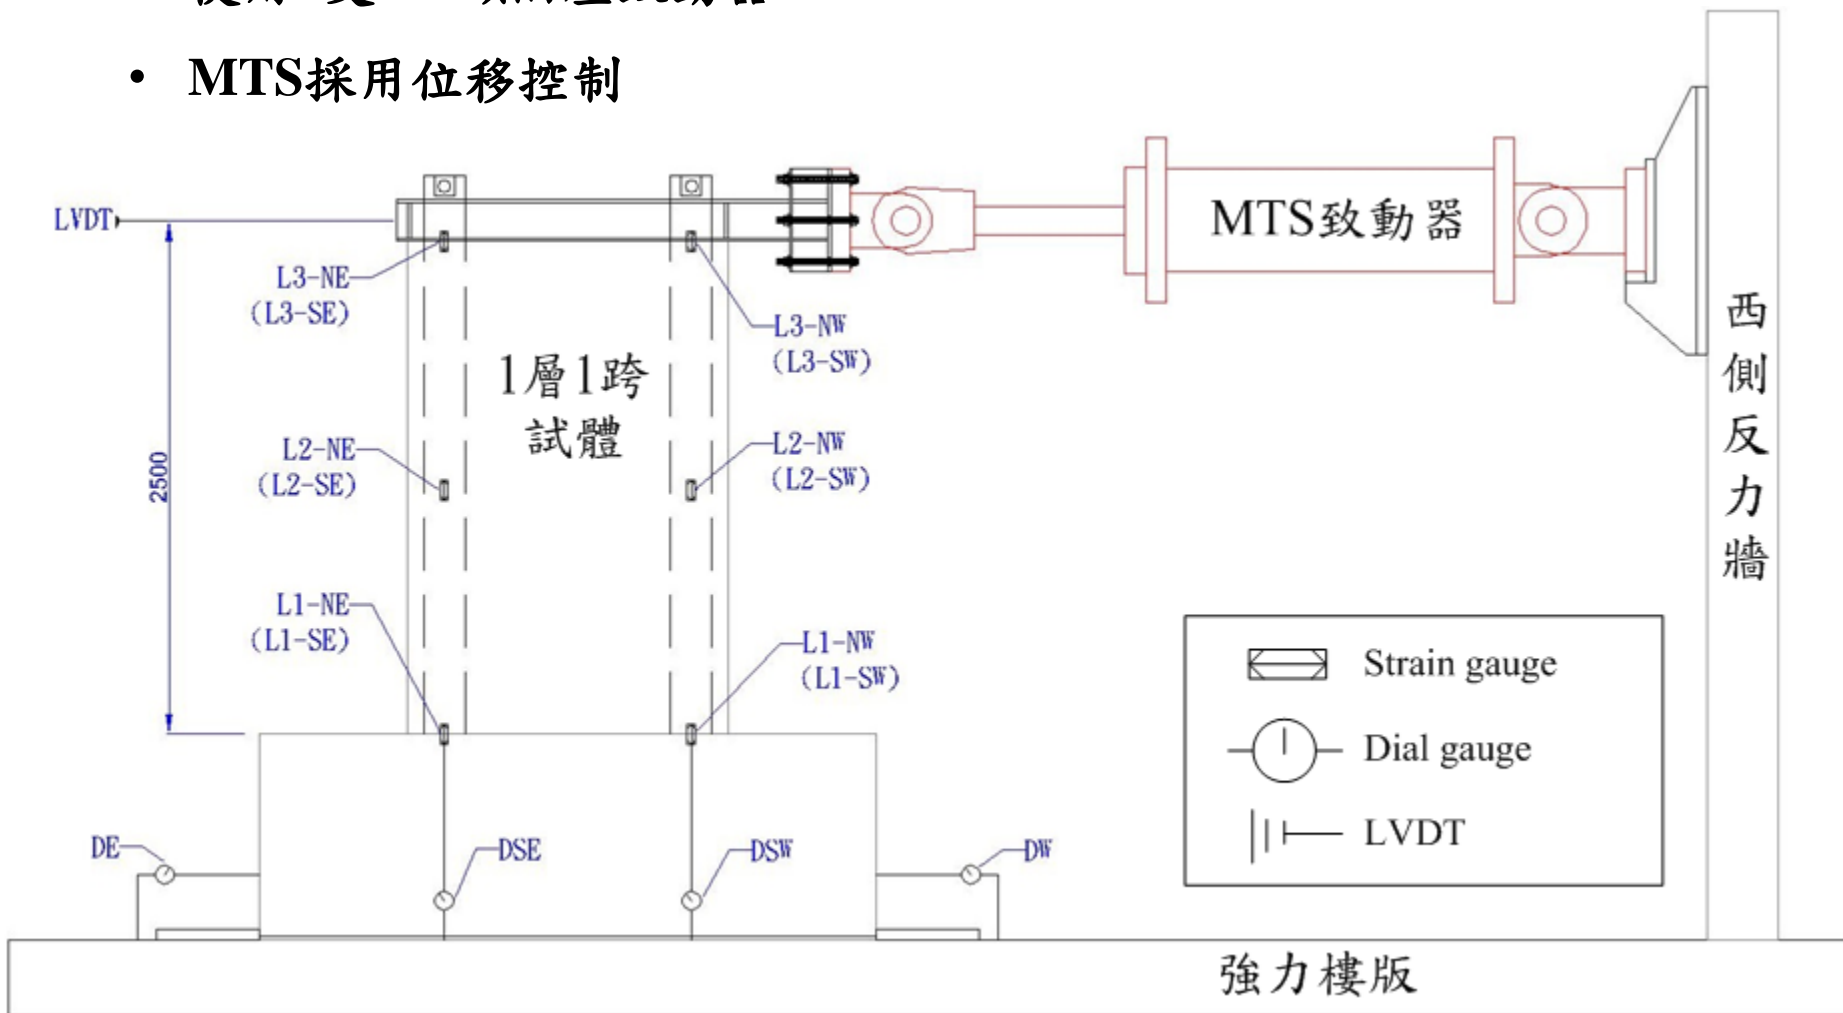 • MTS採用位移控制
LVDT
MTS致動器
L3-NE
(L3-SE)
L3-NW
(L3-SW)
1層1跨
試體
西側反力牆
L2-NE
(L2-SE)
L2-NW
(L2-SW)
2500
L1-NE
(L1-SE)
L1-NW
(L1-SW)
Strain gauge
Dial gauge
LVDT
DE
DSE
DSW
DW
強力樓版